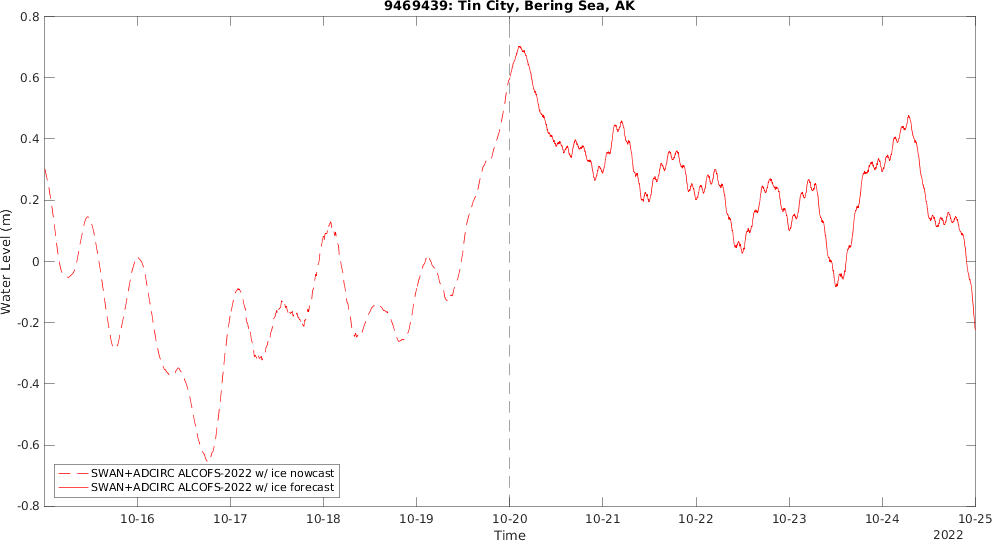 9469439: Tin City, Bering Sea, AK
Water Level (m)
0.8
0.6
0.4
0.2
0
-0.2
-0.4
-0.6
-0.8
SWAN+ADCIRC ALCOFS-2022 w/ ice nowcast
SWAN+ADCIRC ALCOFS-2022 w/ ice forecast
10-16 10-17 10-18 10-19 10-20 10-21 10-22 10-23 10-24 10-25
Time
2022